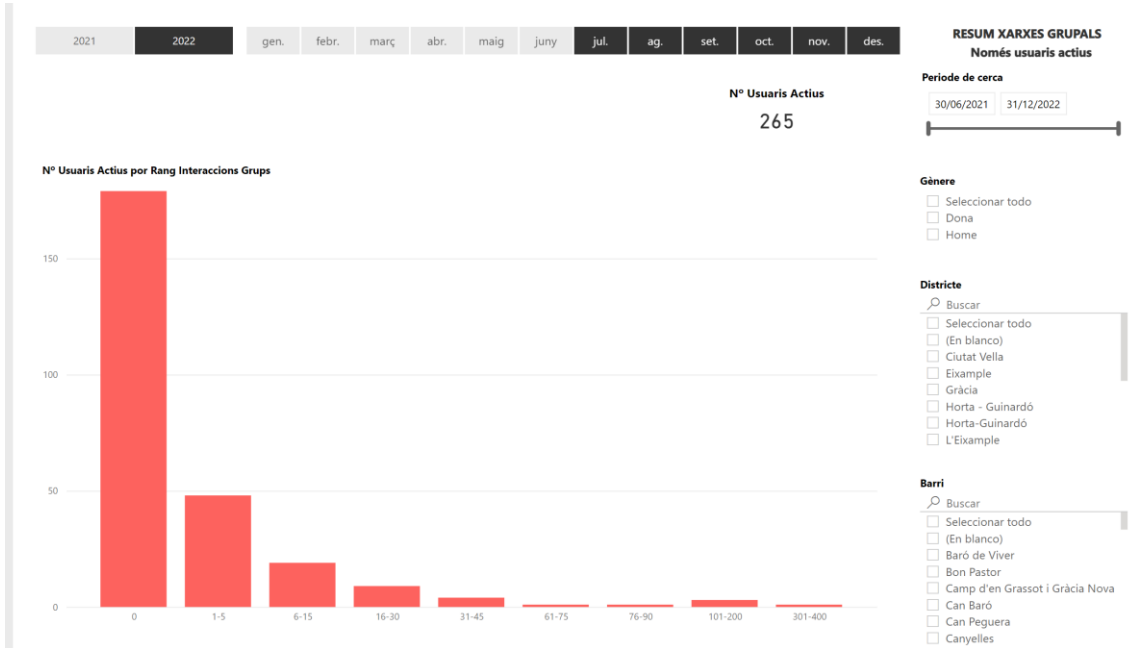 2021 2022 gen. febr. març abr. maig juny jul. ag. set. oct. nov. des.
RESUM XARXES GRUPALS
Només usuaris actius
Periode de cerca
30/06/2021 31/12/2022
Nº Usuaris Actius
265
Nº Usuaris Actius por Rang Interaccions Grups
150
100
50
0
0 1-5 6-15 16-30 31-45 61-75 76-90 101-200 301-400
Gènere
Seleccionar todo
Dona
Home
Districte
Buscar
Seleccionar todo
(En blanco)
Ciutat Vella
Eixample
Gràcia
Horta - Guinardó
Horta-Guinardó
L'Eixample
Barri
Buscar
Seleccionar todo
(En blanco)
Baró de Viver
Bon Pastor
Camp d'en Grassot i Gràcia Nova
Can Baró
Can Peguera
Canyelles